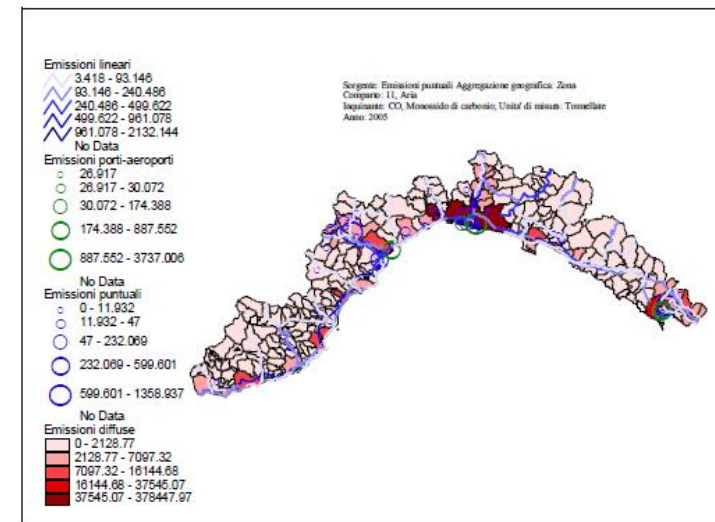 Emissioni lineari
3.418 - 93.146
93.146 - 240.486
240.486 - 499.622
499.622 - 961.078
961.078 - 2132.144
No Data
Emissioni porti-aeroporti
26.917
26.917 - 30.072
30.072 - 174.388
174.388 - 887.552
887.552 - 3737.006
No Data
Emissioni puntuali
0 - 11.932
11.932 - 47
47 - 232.069
232.069 - 599.601
599.601 - 1358.937
No Data
Emissioni diffuse
0 - 2128.77
2128.77 - 7097.32
7097.32 - 16144.68
16144.68 - 37545.07
37545.07 - 378447.97
Sorgente: Emissioni puntuali Aggregazione geografica: Zona
Comparto: 11, Aria
Inquinante: CO, Monossido di carbonio; Unita' di misura: Tonnellate
Anno: 2005